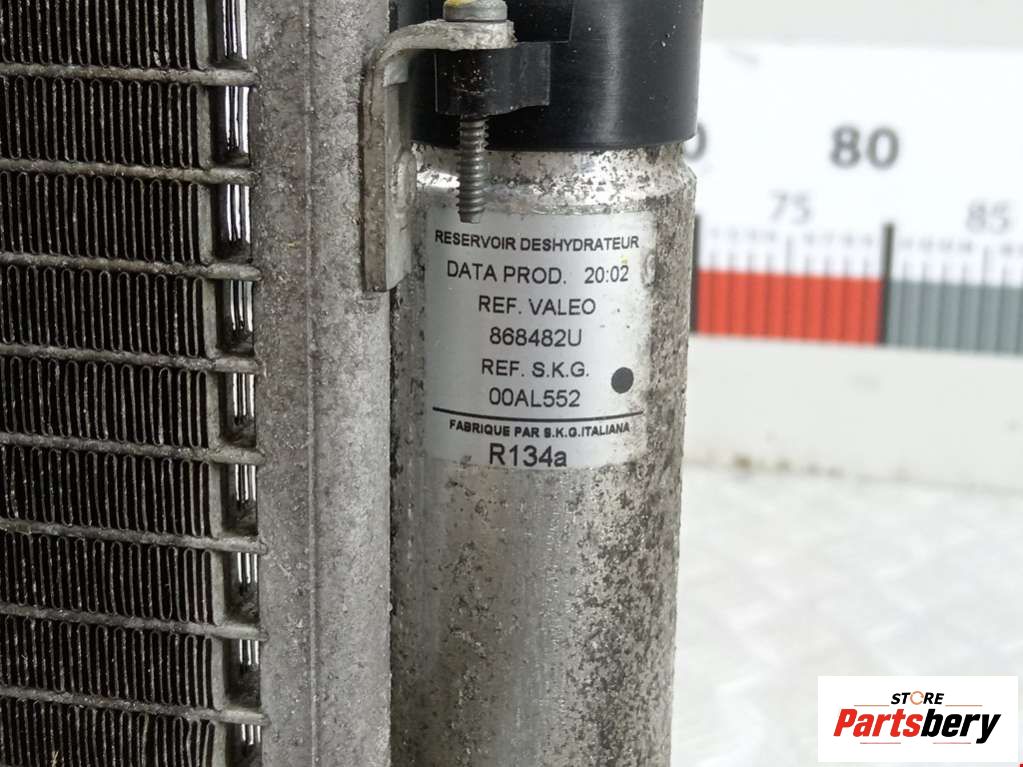 RESERVOIR DESHYDRATEUR
DATA PROD. 20:02
REF. VALEO
868482U
REF. S.K.G.
00AL552
FABRIQUE PAR S.K.G.ITALIANA
R134a
80
75
85
STORE
Partsbery